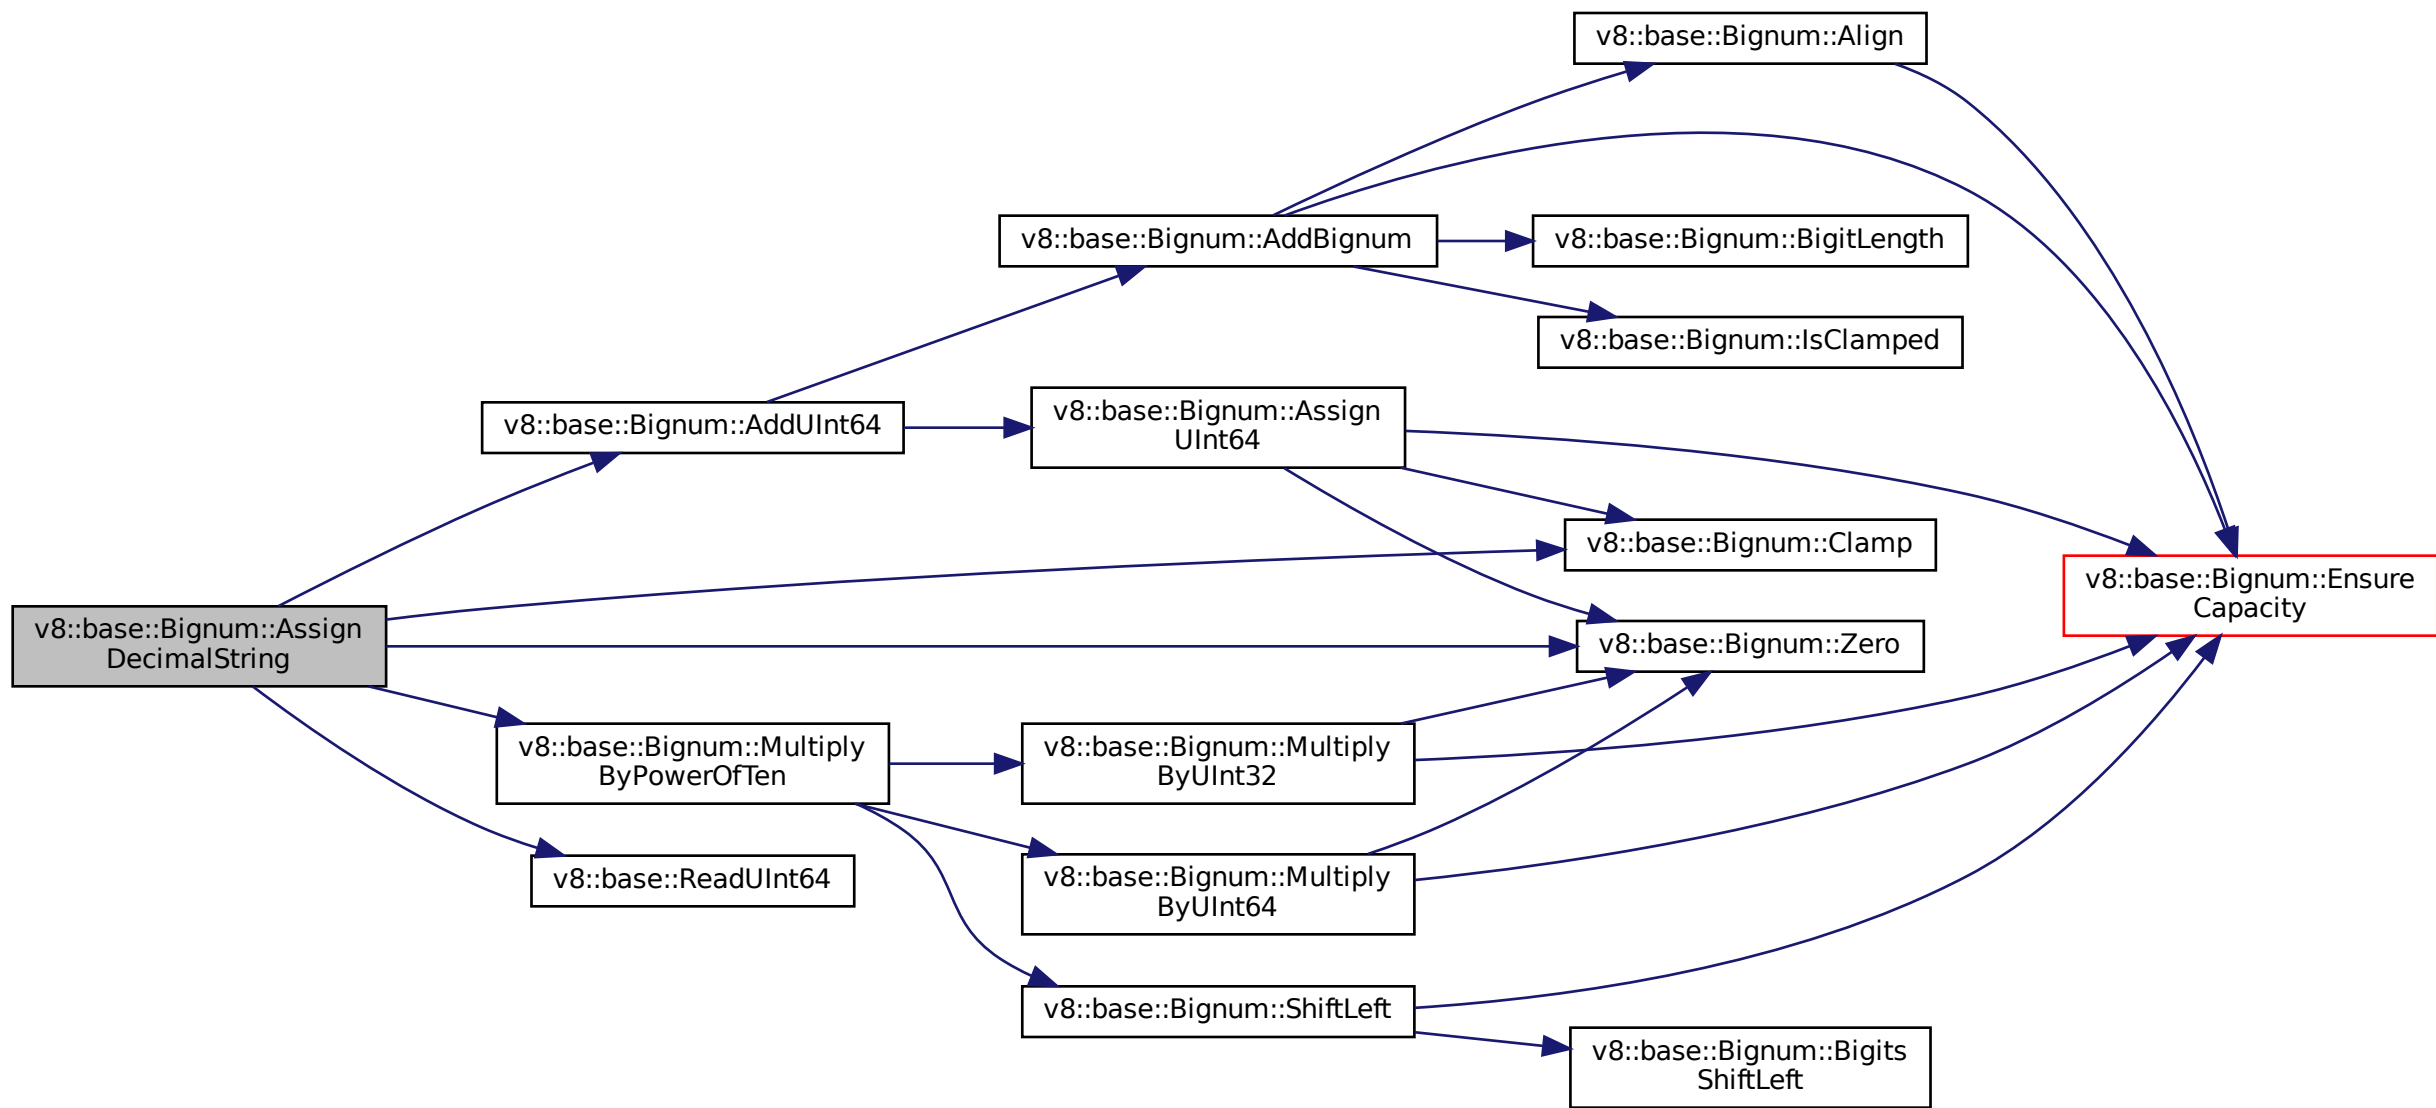 v8::base::Bignum::Align
v8::base::Bignum::AddBignum
v8::base::Bignum::BigitLength
v8::base::Bignum::IsClamped
v8::base::Bignum::AddUInt64
v8::base::Bignum::Assign
UInt64
v8::base::Bignum::Clamp
v8::base::Bignum::Ensure
Capacity
v8::base::Bignum::Assign
DecimalString
v8::base::Bignum::Zero
v8::base::Bignum::Multiply
ByPowerOfTen
v8::base::Bignum::Multiply
ByUInt32
v8::base::ReadUInt64
v8::base::Bignum::Multiply
ByUInt64
v8::base::Bignum::ShiftLeft
v8::base::Bignum::Bigits
ShiftLeft